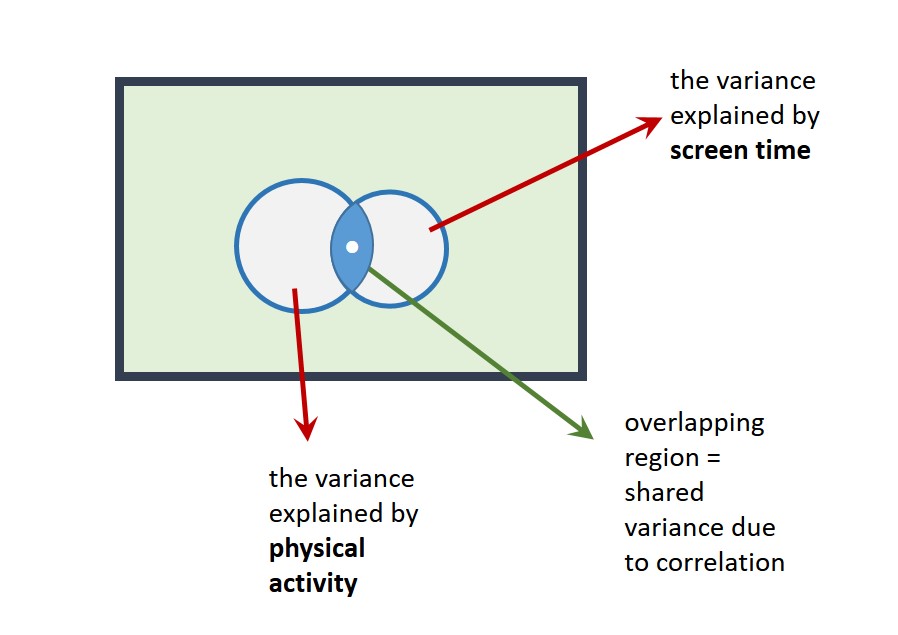 the variance
explained by
screen time
overlapping
region =
shared
variance due
to correlation
the variance
explained by
physical
activity